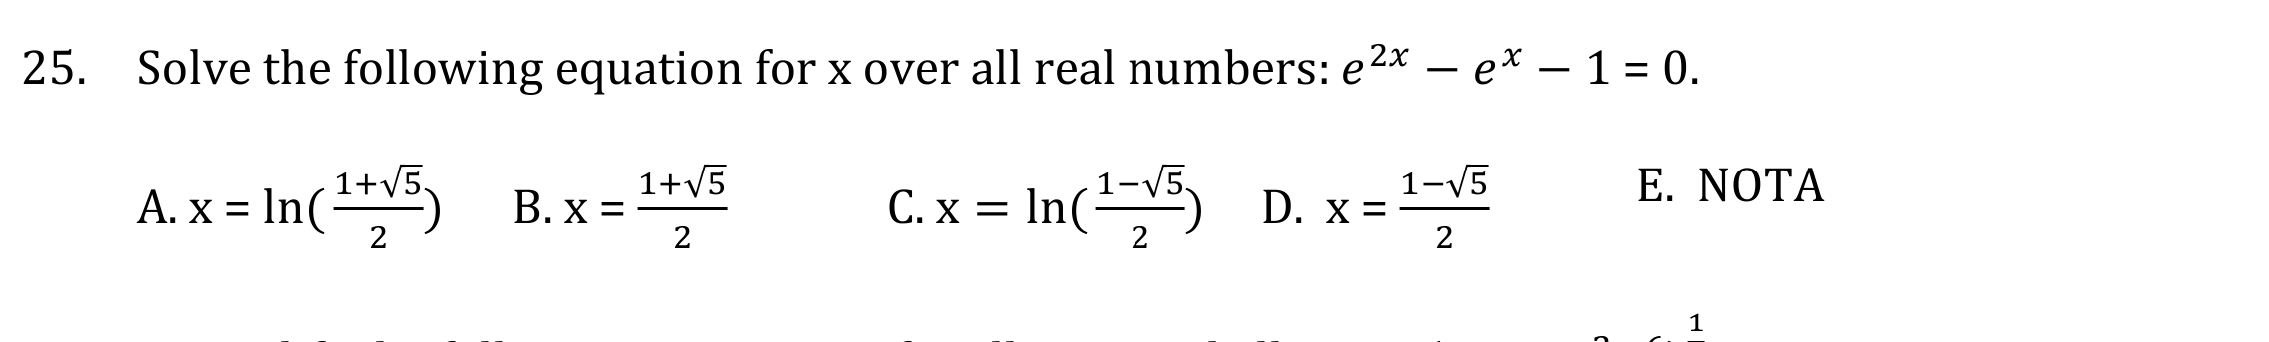 25. Solve the following equation for x over all real numbers: e^{2x} − e^x − 1 = 0.
A. x = ln(\frac{1+√5}{2}) B. x = \frac{1+√5}{2} C. x = ln(\frac{1−√5}{2}) D. x = \frac{1−√5}{2} E. NOTA